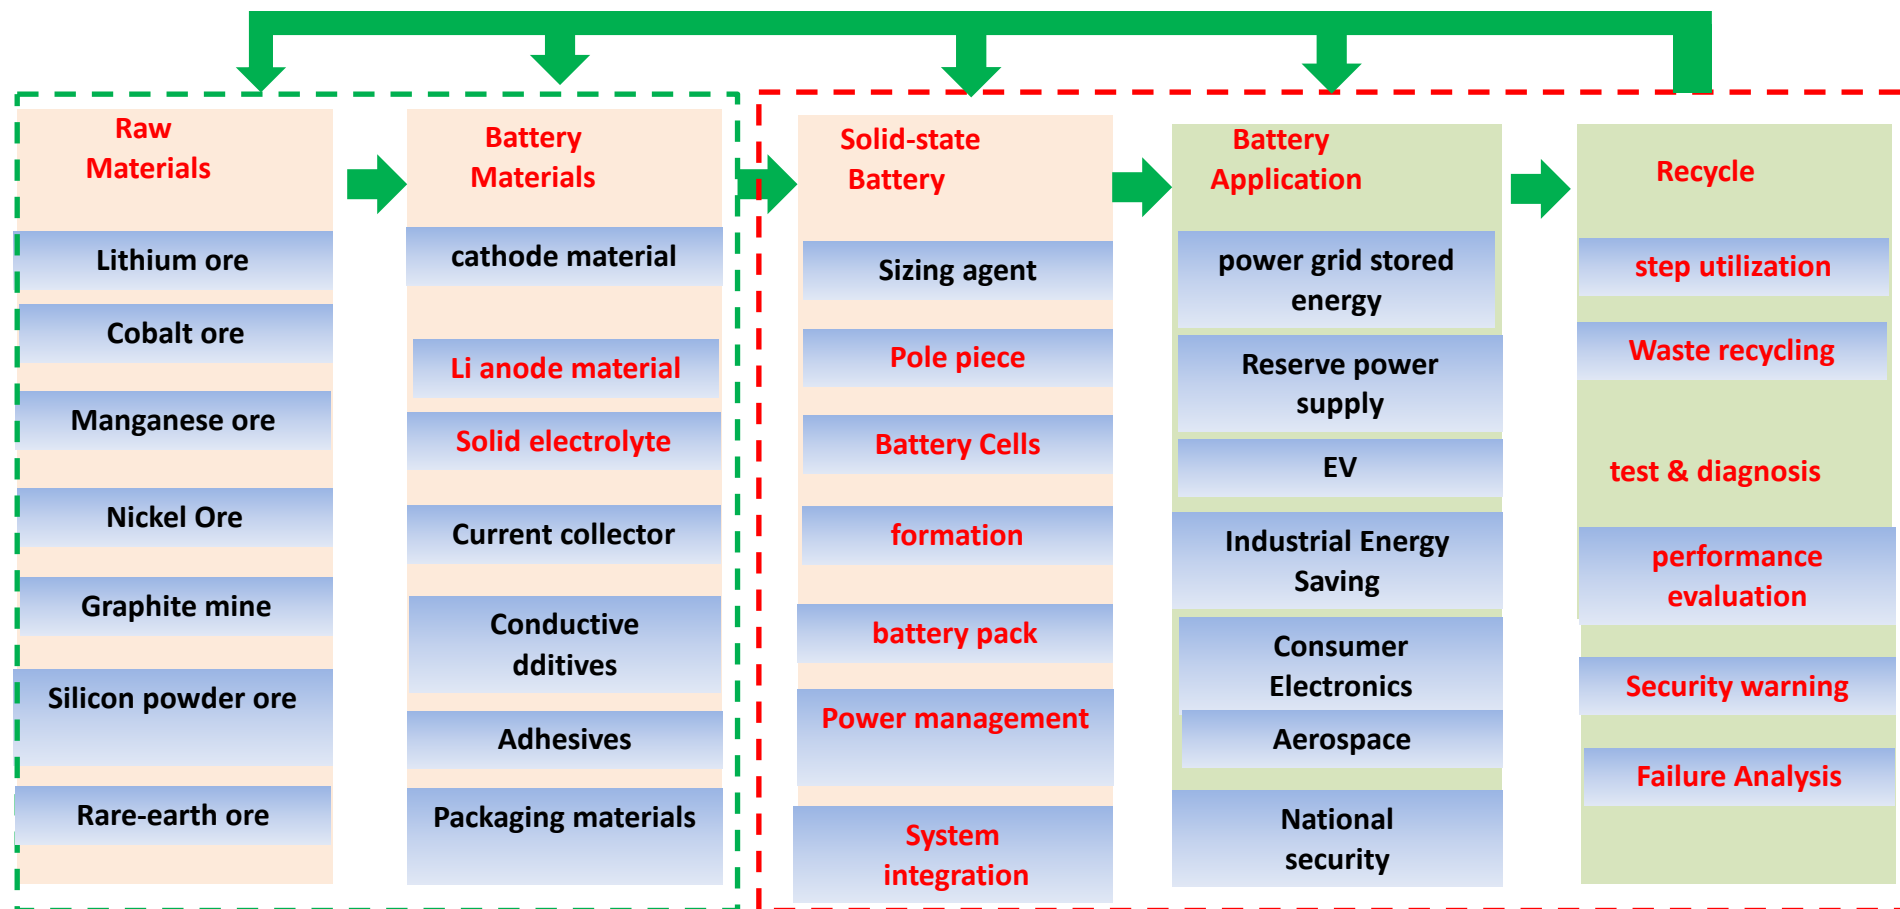 Raw
Materials
Lithium ore
Cobalt ore
Manganese ore
Nickel Ore
Graphite mine
Silicon powder ore
Rare-earth ore
Battery
Materials
cathode material
Li anode material
Solid electrolyte
Current collector
Conductive
dditives
Adhesives
Packaging materials
Solid-state
Battery
Sizing agent
Pole piece
Battery Cells
formation
battery pack
Power management
System
integration
Battery
Application
power grid stored
energy
Reserve power
supply
EV
Industrial Energy
Saving
Consumer
Electronics
Aerospace
National
security
Recycle
step utilization
Waste recycling
test & diagnosis
performance
evaluation
Security warning
Failure Analysis